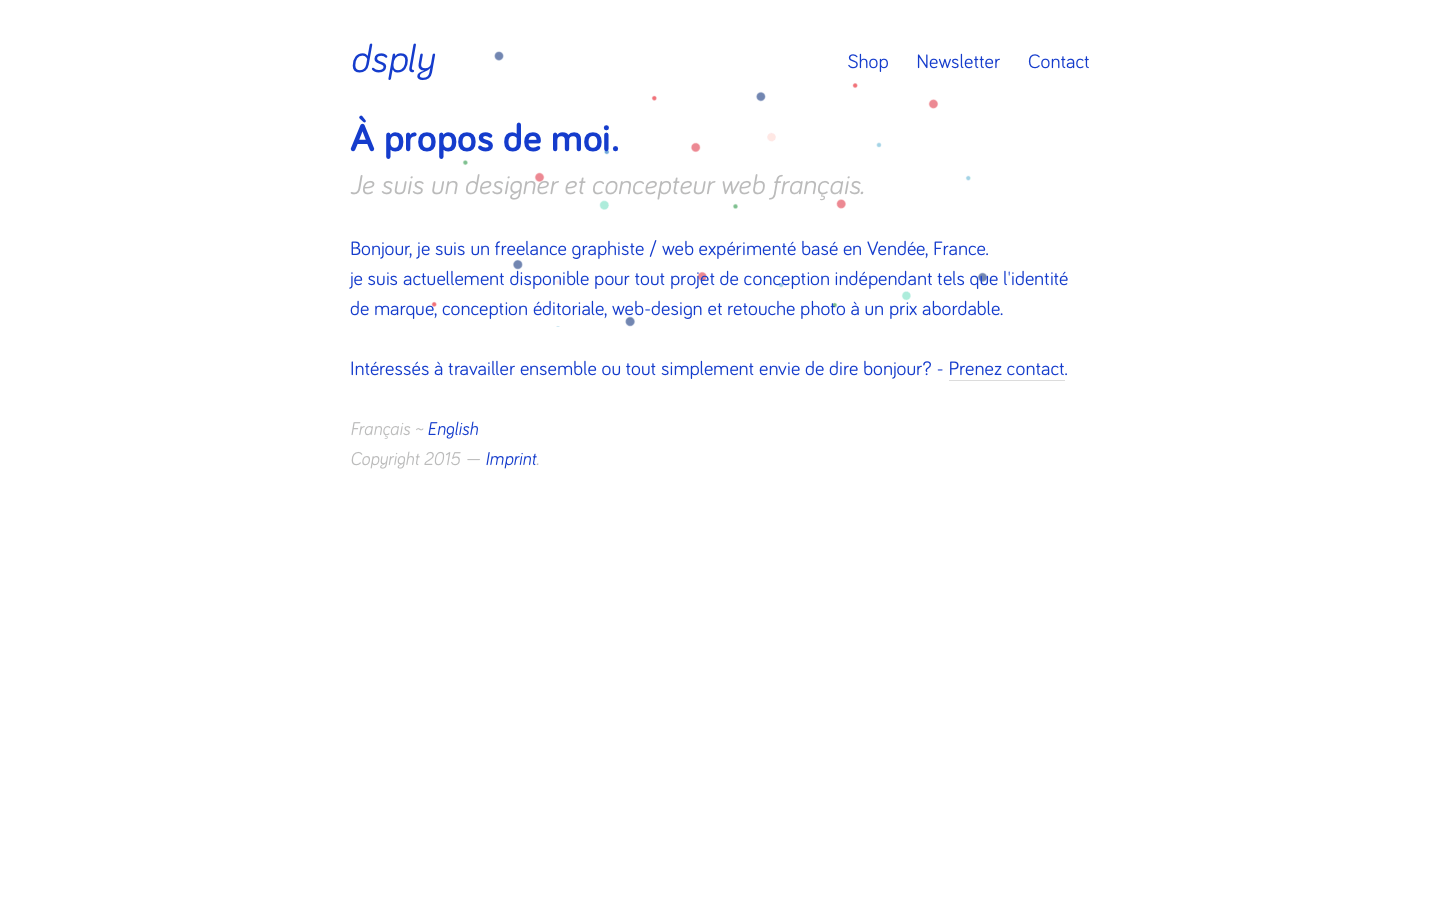 dsply
Shop Newsletter Contact
À propos de moi.
Je suis un designer et concepteur web français.
Bonjour, je suis un freelance graphiste / web expérimenté basé en Vendée, France.
je suis actuellement disponible pour tout projet de conception indépendant tels que l'identité
de marque, conception éditoriale, web-design et retouche photo à un prix abordable.
Intéressés à travailler ensemble ou tout simplement envie de dire bonjour? - Prenez contact.
Français ~ English
Copyright 2015 — Imprint.